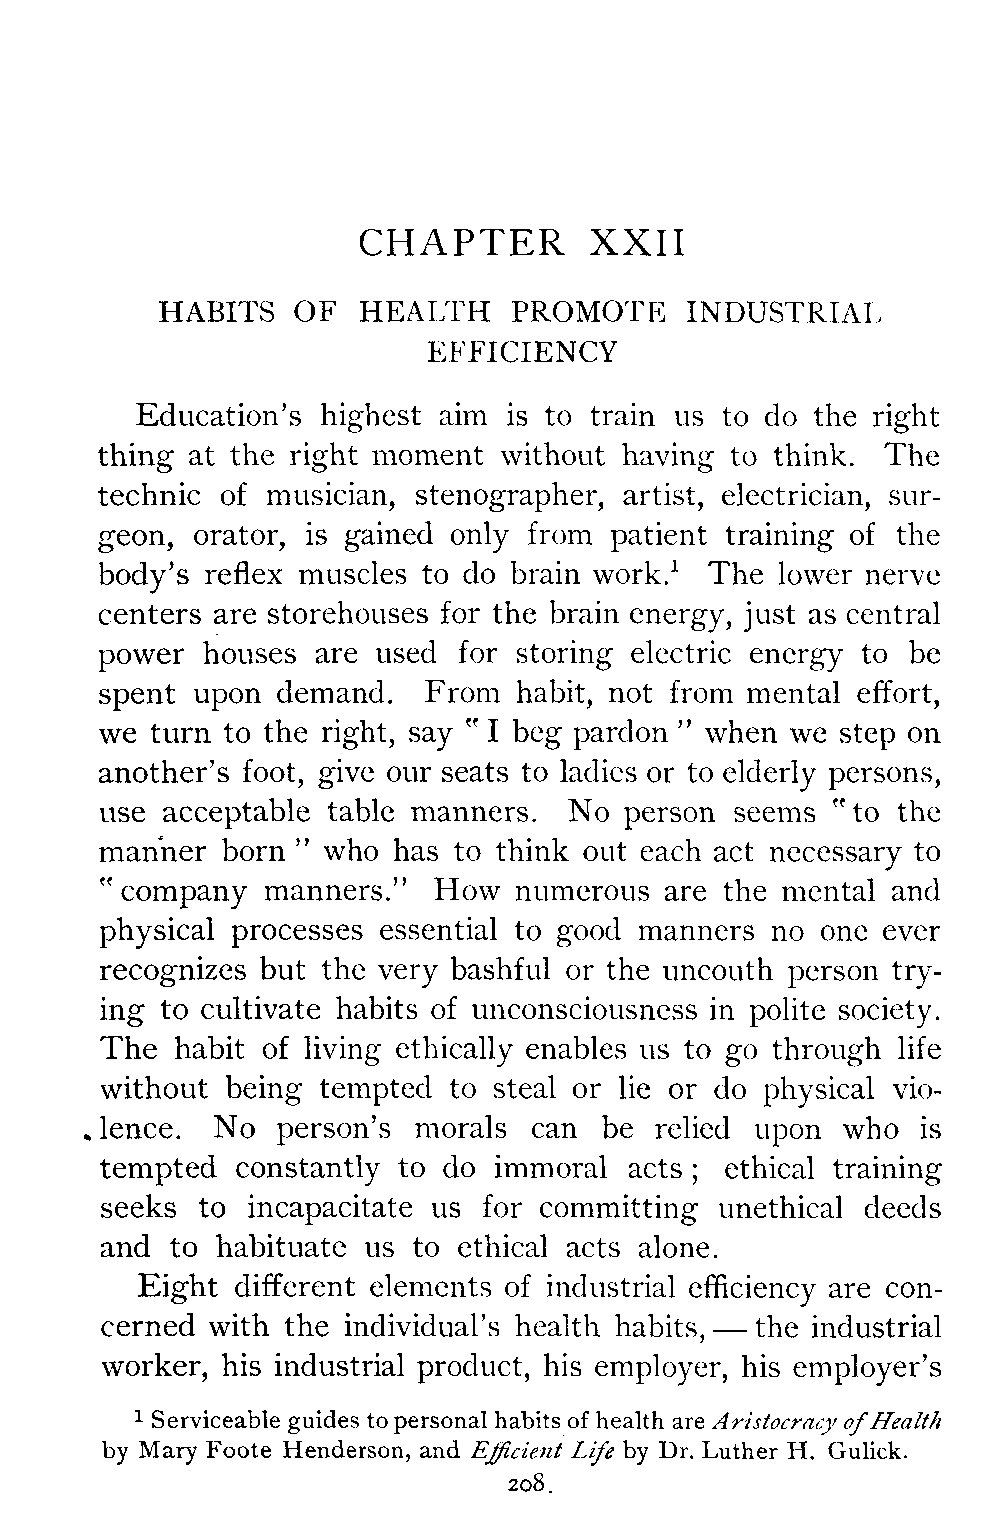 CHAPTER XXII
HABITS OF HEALTH PROMOTE INDUSTRIAL
EFFICIENCY
Education's highest aim is to train us to do the right
thing at the right moment without having to think. The
technic of musician, stenographer, artist, electrician, sur-
geon, orator, is gained only from patient training of the
body's reflex muscles to do brain work.¹ The lower nerve
centers are storehouses for the brain energy, just as central
power houses are used for storing electric energy to be
spent upon demand. From habit, not from mental effort,
we turn to the right, say "I beg pardon" when we step on
another's foot, give our seats to ladies or to elderly persons,
use acceptable table manners. No person seems "to the
manner born" who has to think out each act necessary to
"company manners." How numerous are the mental and
physical processes essential to good manners no one ever
recognizes but the very bashful or the uncouth person try-
ing to cultivate habits of unconsciousness in polite society.
The habit of living ethically enables us to go through life
without being tempted to steal or lie or do physical vio-
lence. No person's morals can be relied upon who is
tempted constantly to do immoral acts; ethical training
seeks to incapacitate us for committing unethical deeds
and to habituate us to ethical acts alone.
Eight different elements of industrial efficiency are con-
cerned with the individual's health habits,—the industrial
worker, his industrial product, his employer, his employer's
¹ Serviceable guides to personal habits of health are Aristocracy of Health
by Mary Foote Henderson, and Efficient Life by Dr. Luther H. Gulick.
208